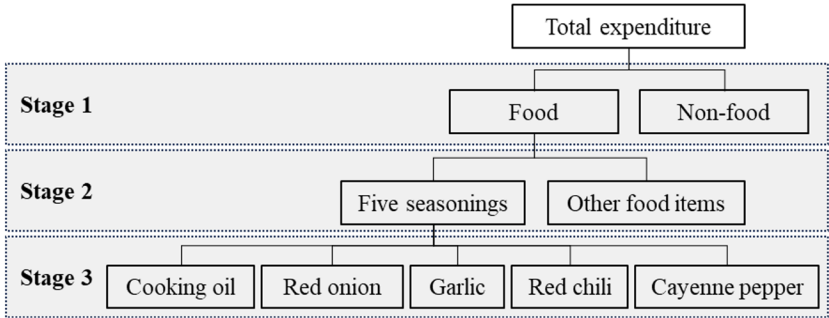 Total expenditure
Stage 1
Food
Non-food
Stage 2
Five seasonings
Other food items
Stage 3
Cooking oil
Red onion
Garlic
Red chili
Cayenne pepper